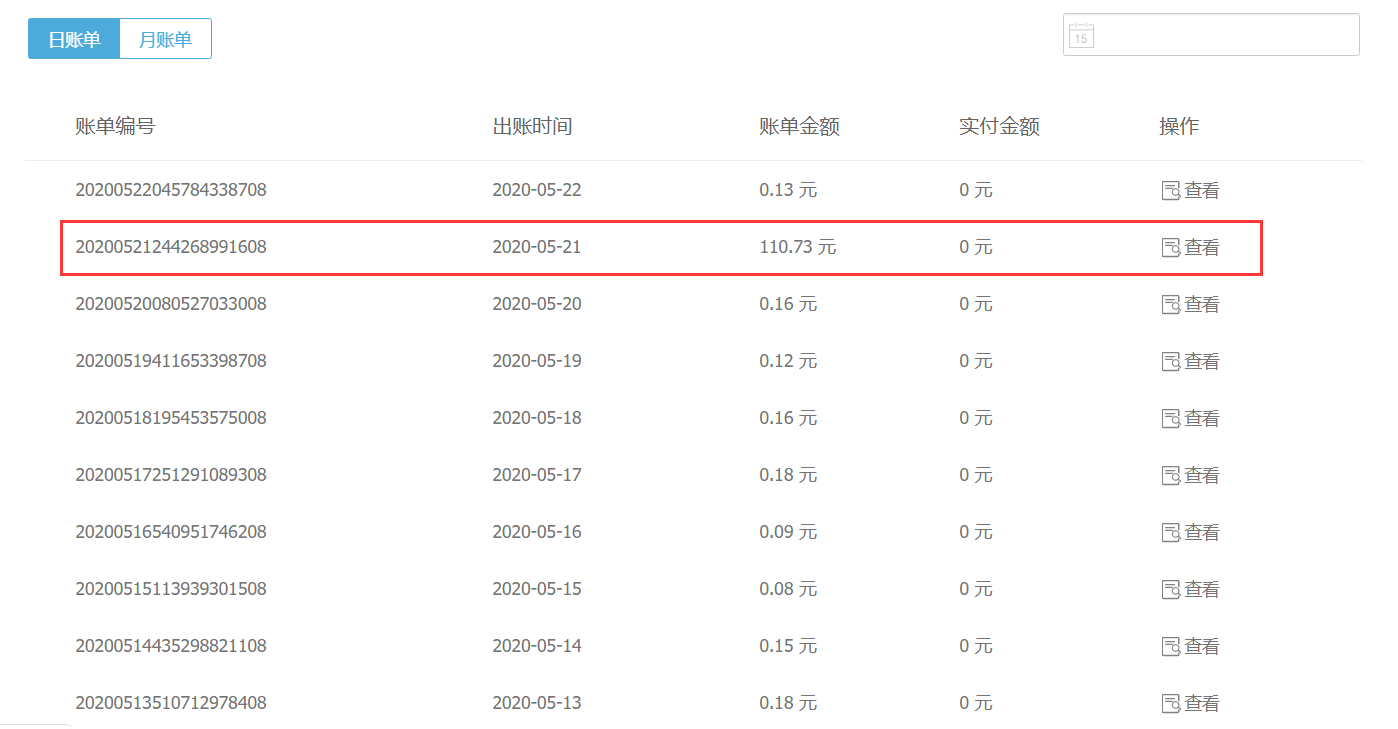 日账单 月账单
15
账单编号 出账时间 账单金额 实付金额 操作
20200522045784338708 2020-05-22 0.13 元 0 元 查看
20200521244268991608 2020-05-21 110.73 元 0 元 查看
20200520080527033008 2020-05-20 0.16 元 0 元 查看
20200519411653398708 2020-05-19 0.12 元 0 元 查看
20200518195453575008 2020-05-18 0.16 元 0 元 查看
20200517251291089308 2020-05-17 0.18 元 0 元 查看
20200516540951746208 2020-05-16 0.09 元 0 元 查看
20200515113939301508 2020-05-15 0.08 元 0 元 查看
20200514435298821108 2020-05-14 0.15 元 0 元 查看
20200513510712978408 2020-05-13 0.18 元 0 元 查看